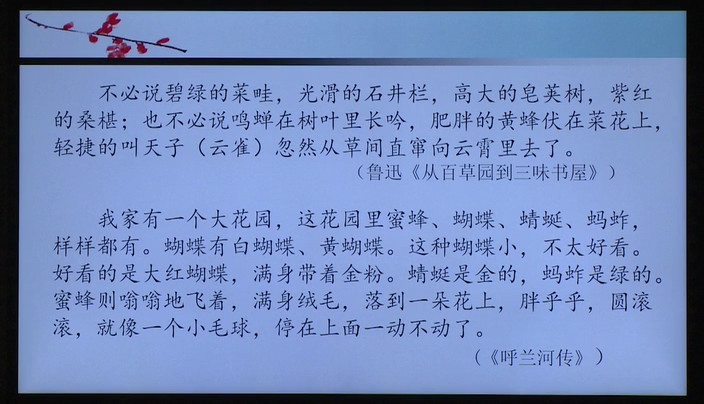 不必说碧绿的菜畦，光滑的石井栏，高大的皂荚树，紫红
的桑椹；也不必说鸣蝉在树叶里长吟，肥胖的黄蜂伏在菜花上，
轻捷的叫天子（云雀）忽然从草间直窜向云霄里去了。
（鲁迅《从百草园到三味书屋》）
我家有一个大花园，这花园里蜜蜂、蝴蝶、蜻蜓、蚂蚱，
样样都有。蝴蝶有白蝴蝶、黄蝴蝶。这种蝴蝶小，不太好看。
好看的是大红蝴蝶，满身带着金粉。蜻蜓是金的，蚂蚱是绿的。
蜜蜂则嗡嗡地飞着，满身绒毛，落到一朵花上，胖乎乎，圆滚
滚，就像一个小毛球，停在上面一动不动了。
（《呼兰河传》）